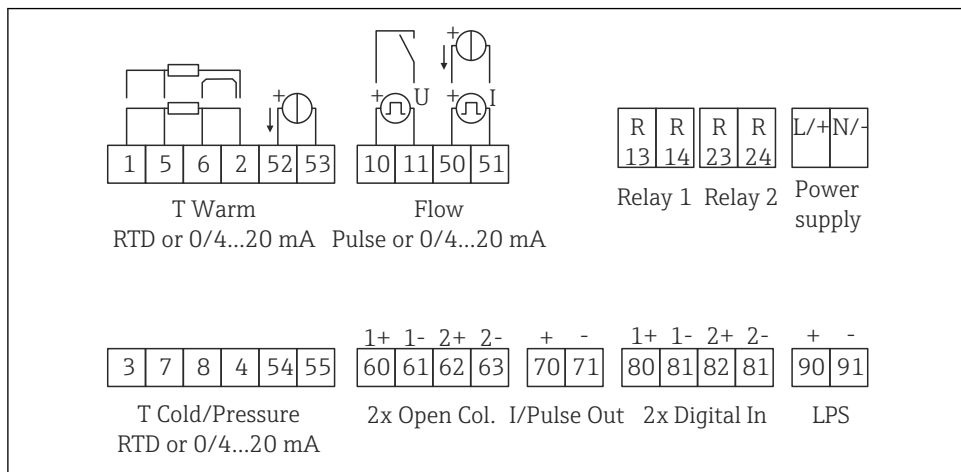 + U + I
+ +
1 5 6 2 52 53 10 11 50 51
R R R R L/+ N/-
13 14 23 24
T Warm Flow Relay 1 Relay 2 Power
RTD or 0/4...20 mA Pulse or 0/4...20 mA supply
1+ 1- 2+ 2- + - 1+ 1- 2+ 2- + -
3 7 8 4 54 55 60 61 62 63 70 71 80 81 82 81 90 91
T Cold/Pressure 2x Open Col. I/Pulse Out 2x Digital In LPS
RTD or 0/4...20 mA